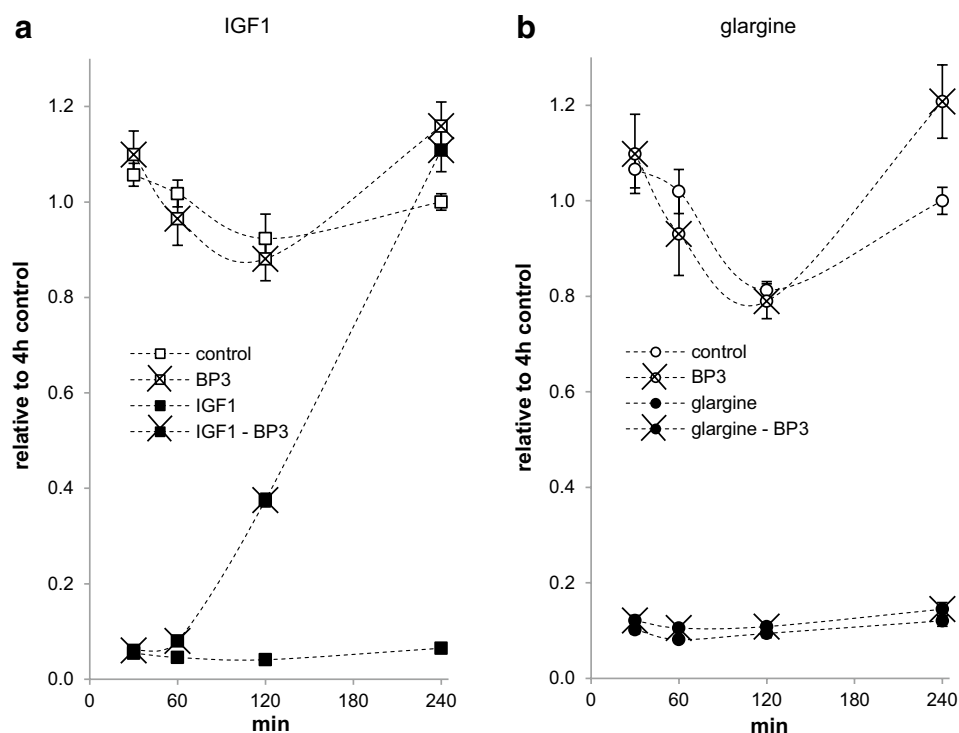 a
IGF1
relative to 4h control
1.2
1.0
0.8
0.6
0.4
0.2
0.0
control
BP3
IGF1
IGF1 - BP3
0
60
120
180
240
min
b
glargine
relative to 4h control
1.2
1.0
0.8
0.6
0.4
0.2
0.0
control
BP3
glargine
glargine - BP3
0
60
120
180
240
min